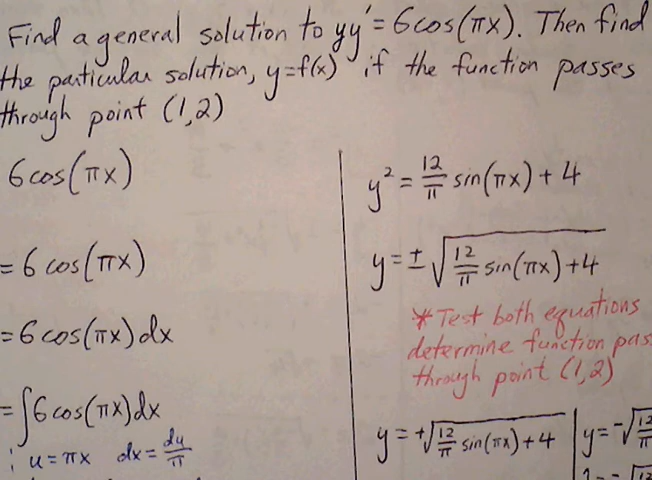 Find a general solution to yy' = 6cos(πx). Then find
the particular solution, y=f(x) if the function passes
through point (1,2)
6cos(πx)
= 6 cos(πx)
= 6 cos(πx) dx
= ∫6 cos(πx) dx
: u = πx dx = du/π
y² = 12/π sin(πx) + 4
y = ± √(12/π sin(πx) + 4)
* Test both equations
determine function pas
through point (1,2)
y = +√(12/π sin(πx) + 4)
y = -√12/π